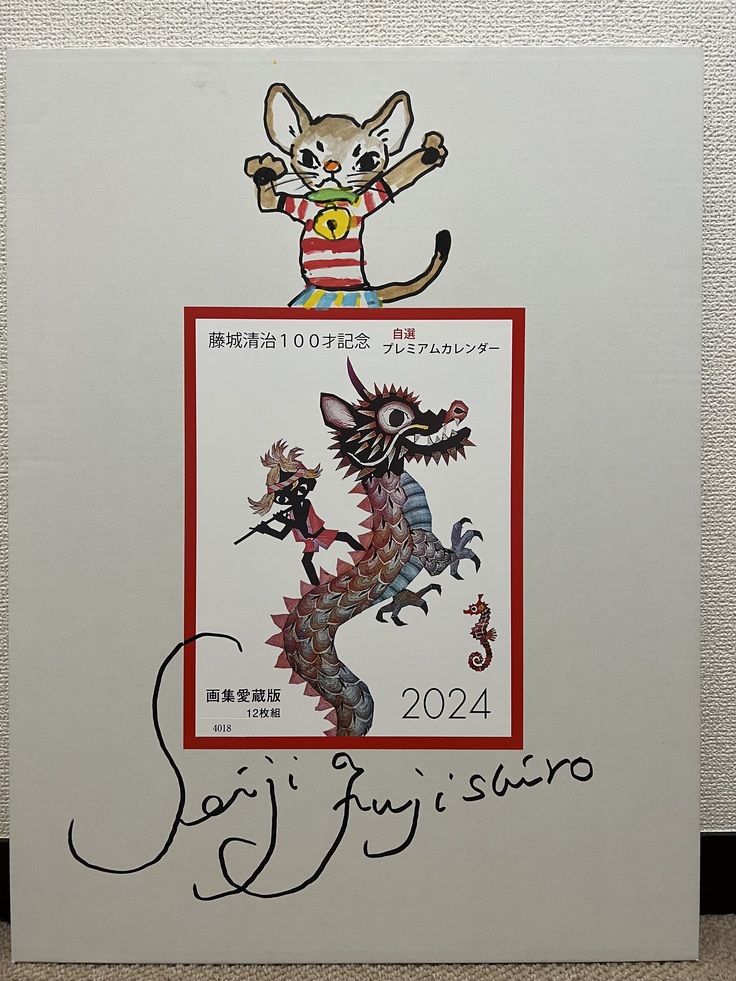 藤城清治100才記念
自選
プレミアムカレンダー
画集愛蔵版
12枚組
4018
2024
Seiji Fujishiro